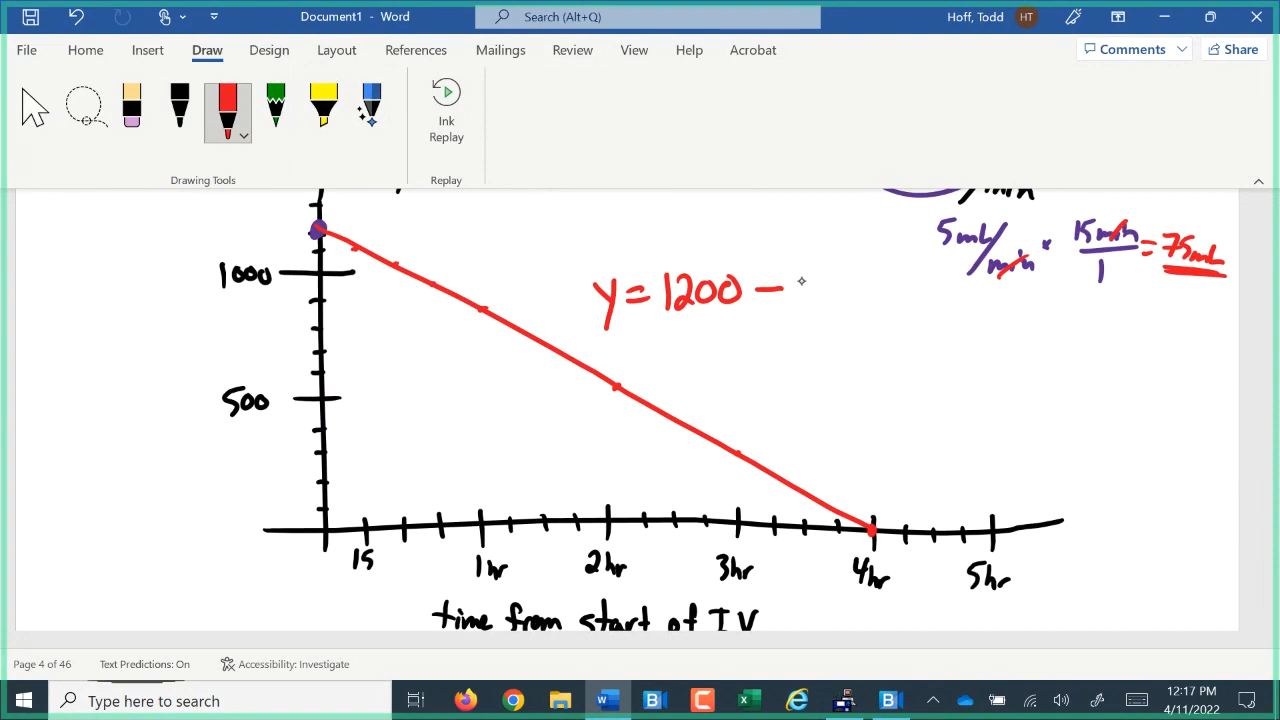 Document1 - Word
Search (Alt+Q)
Hoff, Todd
HT
File Home Insert Draw Design Layout References Mailings Review View Help Acrobat
Comments
Share
Ink
Replay
Drawing Tools
Replay
5mL/min * 15min/1 = 75mL
1000
y = 1200 -
500
15 1hr 2hr 3hr 4hr 5hr
time from start of IV
Page 4 of 46
Text Predictions: On
Accessibility: Investigate
Type here to search
12:17 PM
4/11/2022